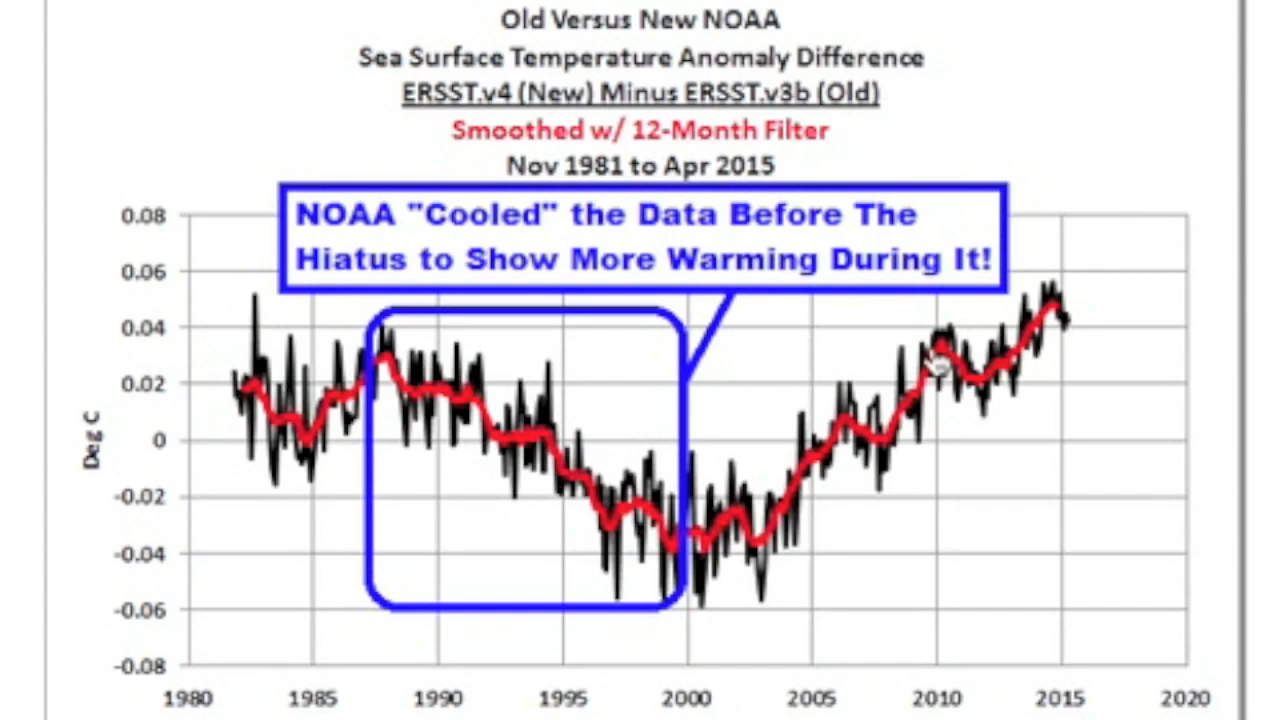 Old Versus New NOAA
Sea Surface Temperature Anomaly Difference
ERSST.v4 (New) Minus ERSST.v3b (Old)
Smoothed w/ 12-Month Filter
Nov 1981 to Apr 2015
NOAA "Cooled" the Data Before The
Hiatus to Show More Warming During It!
0.08
0.06
0.04
0.02
0
-0.02
-0.04
-0.06
-0.08
Deg C
1980 1985 1990 1995 2000 2005 2010 2015 2020